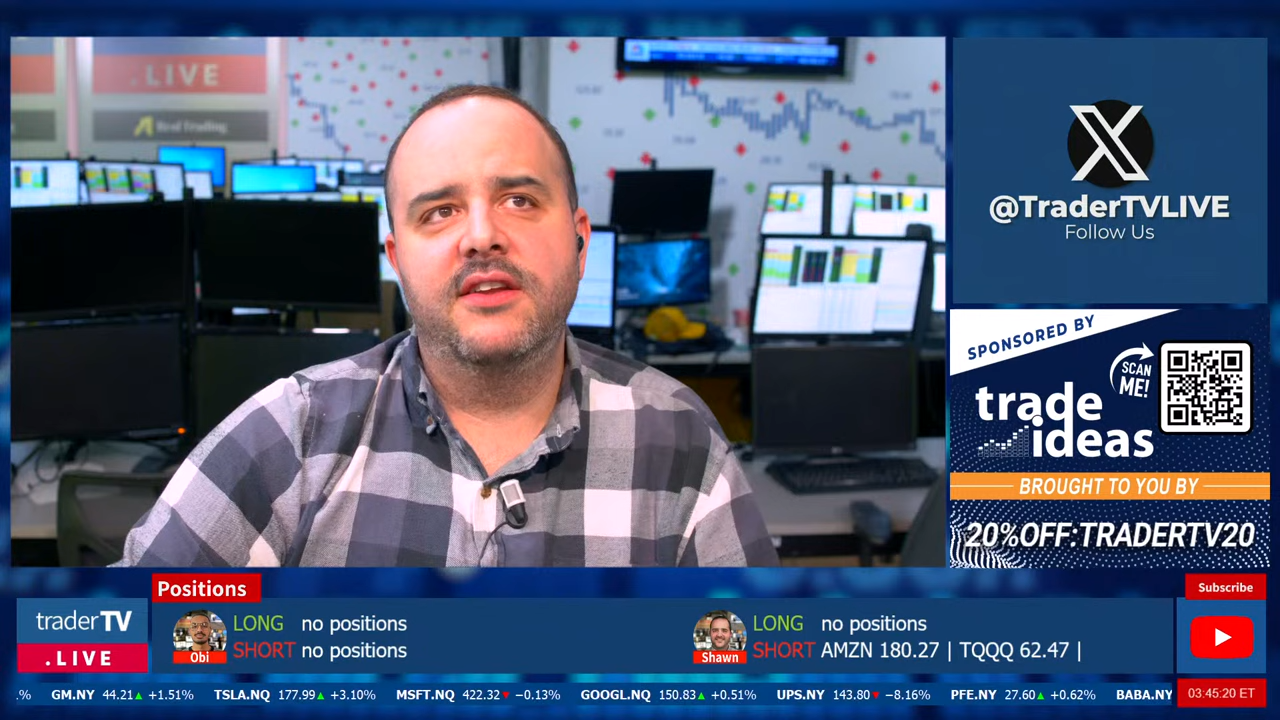 .LIVE
Real Trading
@TraderTVLIVE
Follow Us
SPONSORED BY
SCAN
ME!
trade
ideas
BROUGHT TO YOU BY
20%OFF:TRADERTV20
Positions
Subscribe
traderTV
.LIVE
Obi
LONG no positions
SHORT no positions
Shawn
LONG no positions
SHORT AMZN 180.27 | TQQQ 62.47 |
.% GM.NY 44.21▲ +1.51% TSLA.NQ 177.99▲ +3.10% MSFT.NQ 422.32▼ −0.13% GOOGL.NQ 150.83▲ +0.51% UPS.NY 143.80▼ −8.16% PFE.NY 27.60▲ +0.62% BABA.NY
03:45:20 ET